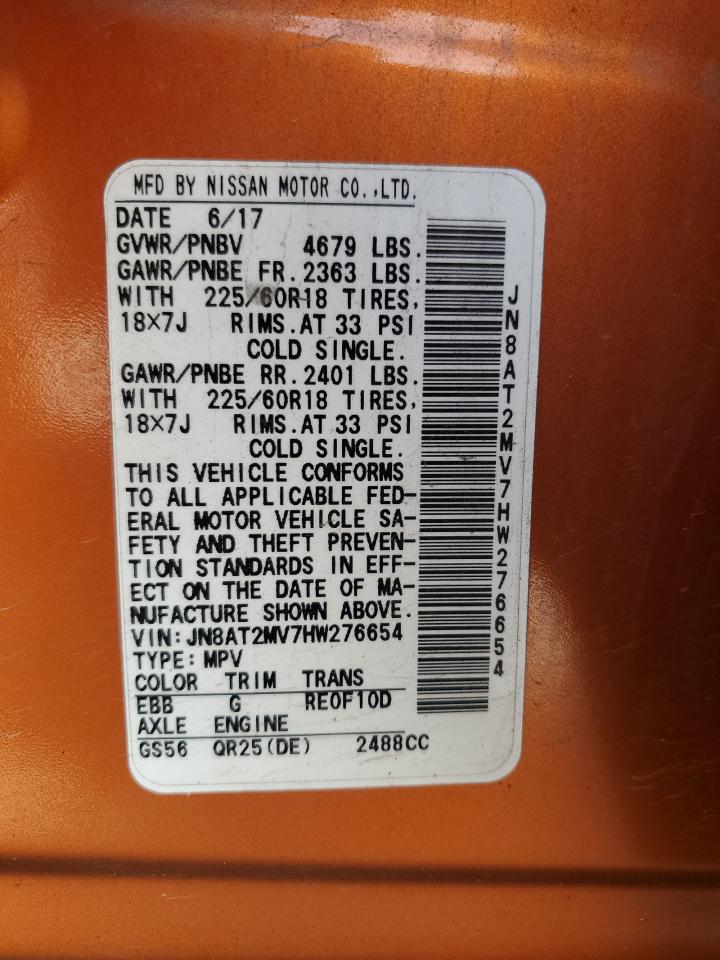 MFD BY NISSAN MOTOR CO.,LTD.
DATE 6/17
GVWR/PNBV 4679 LBS.
GAWR/PNBE FR. 2363 LBS.
WITH 225/60R18 TIRES,
18×7J RIMS.AT 33 PSI
COLD SINGLE.
GAWR/PNBE RR. 2401 LBS.
WITH 225/60R18 TIRES,
18×7J RIMS.AT 33 PSI
COLD SINGLE.
THIS VEHICLE CONFORMS
TO ALL APPLICABLE FED-
ERAL MOTOR VEHICLE SA-
FETY AND THEFT PREVEN-
TION STANDARDS IN EFF-
ECT ON THE DATE OF MA-
NUFACTURE SHOWN ABOVE.
VIN:JN8AT2MV7HW276654
TYPE:MPV
COLOR TRIM TRANS
EBB G RE0F10D
AXLE ENGINE
GS56 QR25(DE) 2488CC
JN8AT2MV7HW276654